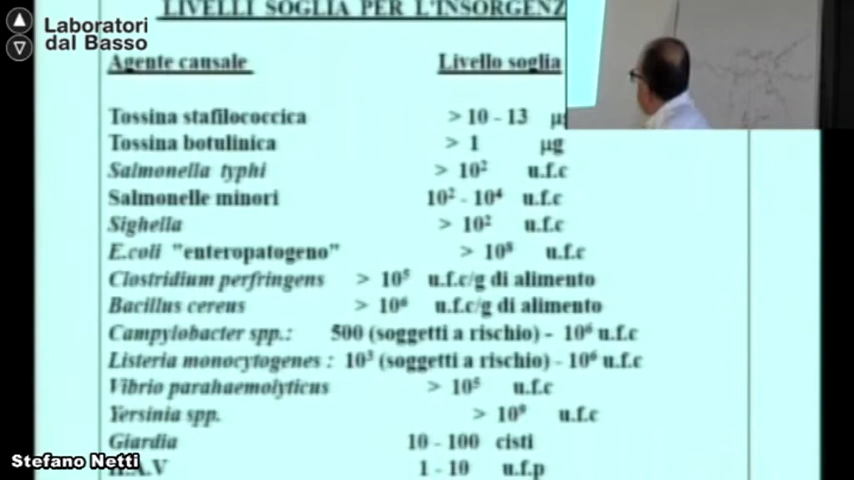 LIVELLI SOGLIA PER L'INSORGENZ
Laboratori
dal Basso
Agente causale Livello soglia
Tossina stafilococcica > 10 - 13 µg
Tossina botulinica > 1 µg
Salmonella typhi > 10² u.f.c
Salmonelle minori 10² - 10⁴ u.f.c
Sighella > 10² u.f.c
E.coli "enteropatogeno" > 10⁸ u.f.c
Clostridium perfringens > 10⁵ u.f.c/g di alimento
Bacillus cereus > 10⁶ u.f.c/g di alimento
Campylobacter spp.: 500 (soggetti a rischio) - 10⁶ u.f.c
Listeria monocytogenes : 10³ (soggetti a rischio) - 10⁶ u.f.c
Vibrio parahaemolyticus > 10⁵ u.f.c
Yersinia spp. > 10⁹ u.f.c
Giardia 10 - 100 cisti
H.A.V 1 - 10 u.f.p
Stefano Netti